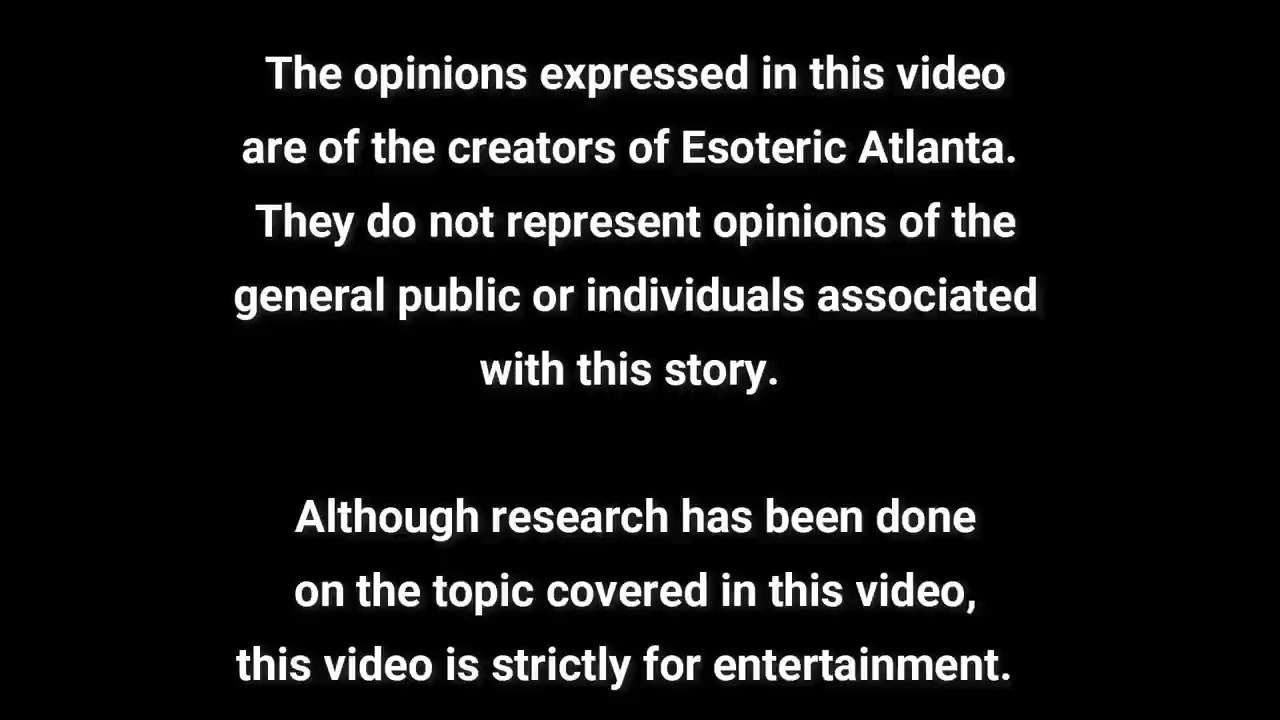 The opinions expressed in this video
are of the creators of Esoteric Atlanta.
They do not represent opinions of the
general public or individuals associated
with this story.
Although research has been done
on the topic covered in this video,
this video is strictly for entertainment.